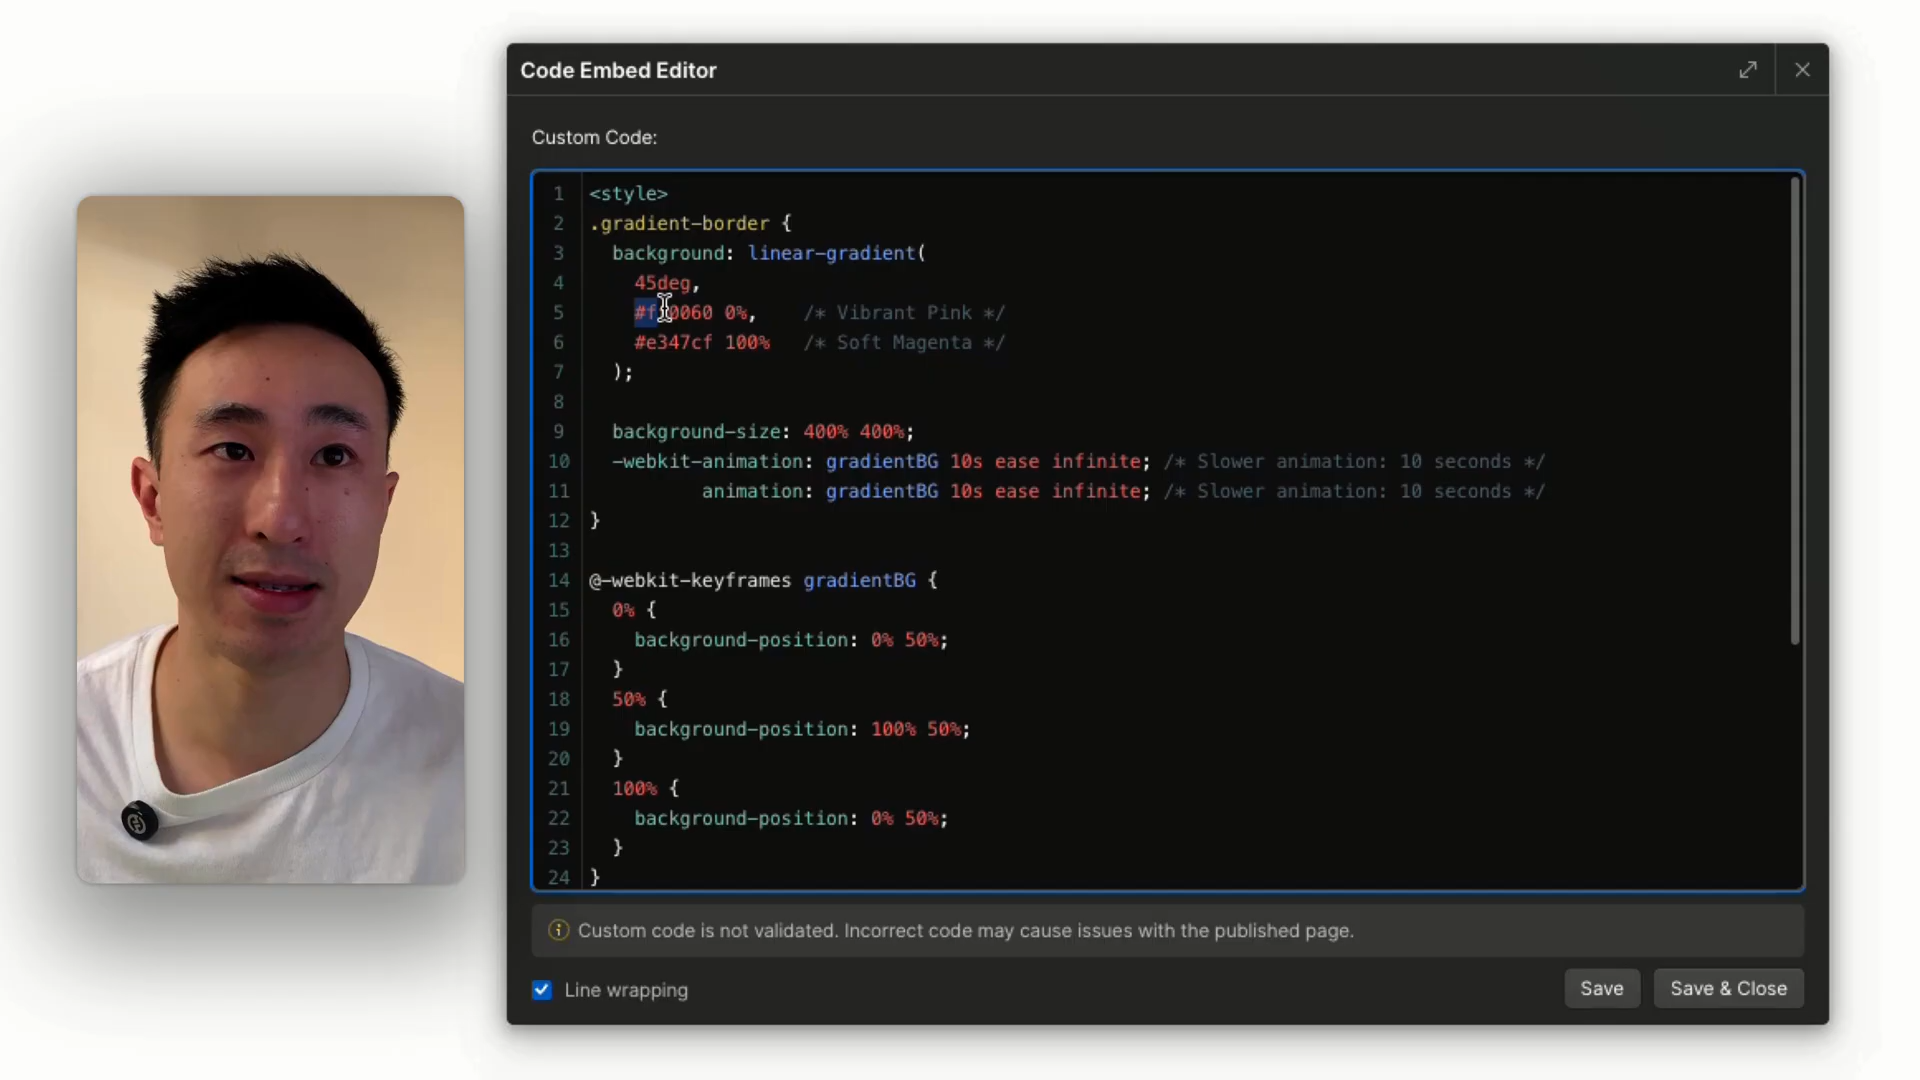 Code Embed Editor
Custom Code:
1 <style>
2 .gradient-border {
3 background: linear-gradient(
4 45deg,
5 0%, /* Vibrant Pink */
6 #e347cf 100% /* Soft Magenta */
7 );
8
9 background-size: 400% 400%;
10 -webkit-animation: gradientBG 10s ease infinite; /* Slower animation: 10 seconds */
11 animation: gradientBG 10s ease infinite; /* Slower animation: 10 seconds */
12 }
13
14 @-webkit-keyframes gradientBG {
15 0% {
16 background-position: 0% 50%;
17 }
18 50% {
19 background-position: 100% 50%;
20 }
21 100% {
22 background-position: 0% 50%;
23 }
24 }
Custom code is not validated. Incorrect code may cause issues with the published page.
Line wrapping
Save
Save & Close